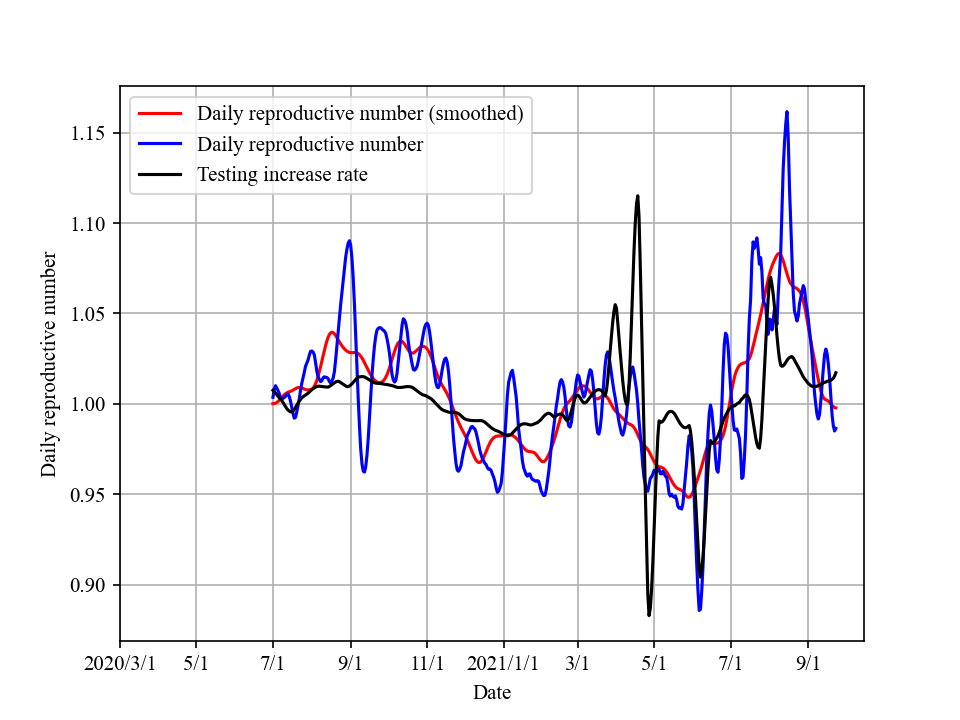 Daily reproductive number (smoothed)
Daily reproductive number
Testing increase rate
Daily reproductive number
1.15
1.10
1.05
1.00
0.95
0.90
2020/3/1 5/1 7/1 9/1 11/1 2021/1/1 3/1 5/1 7/1 9/1
Date